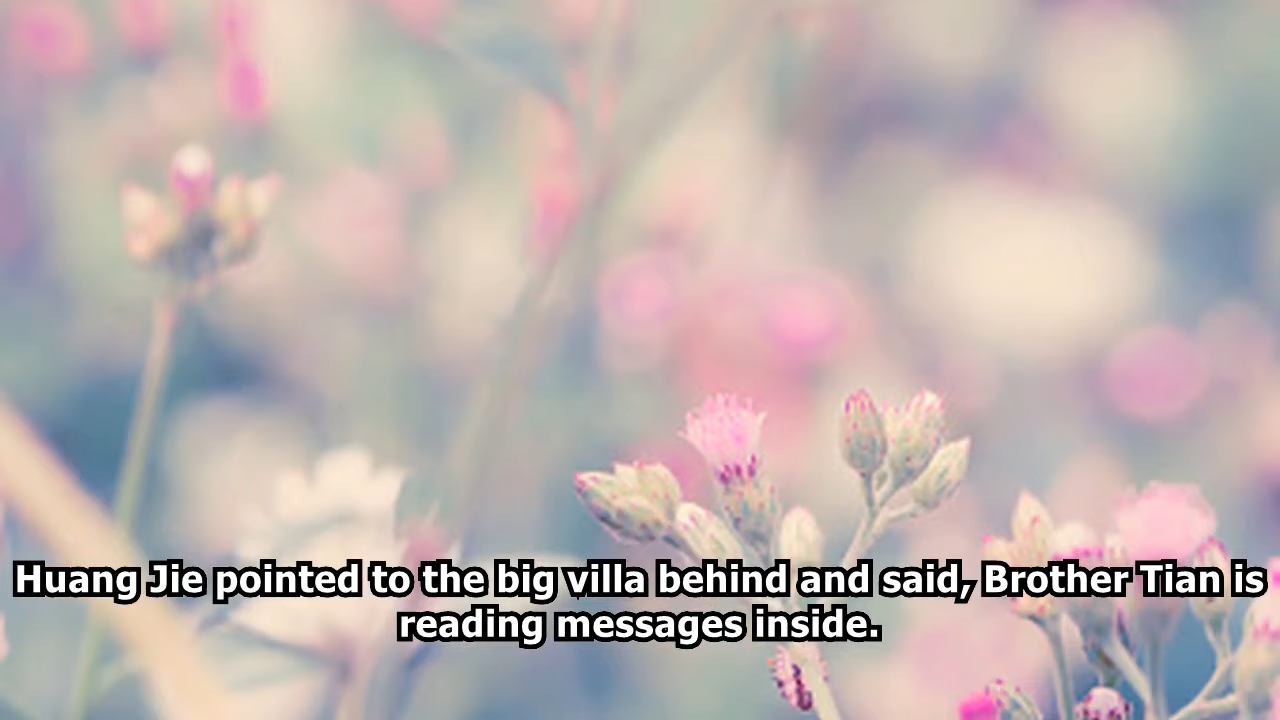 Huang Jie pointed to the big villa behind and said, Brother Tian is
reading messages inside.